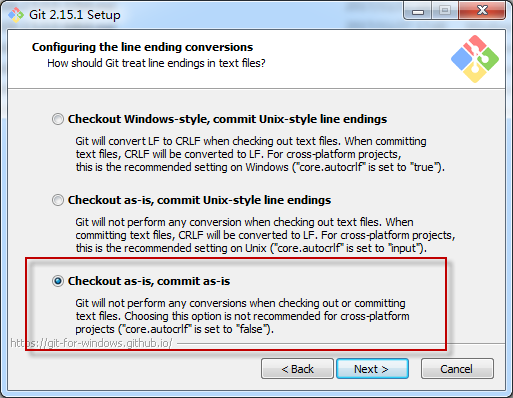 Git 2.15.1 Setup
Configuring the line ending conversions
How should Git treat line endings in text files?
Checkout Windows-style, commit Unix-style line endings
Git will convert LF to CRLF when checking out text files. When committing
text files, CRLF will be converted to LF. For cross-platform projects,
this is the recommended setting on Windows ("core.autocrlf" is set to "true").
Checkout as-is, commit Unix-style line endings
Git will not perform any conversion when checking out text files. When
committing text files, CRLF will be converted to LF. For cross-platform projects,
this is the recommended setting on Unix ("core.autocrlf" is set to "input").
Checkout as-is, commit as-is
Git will not perform any conversions when checking out or committing
text files. Choosing this option is not recommended for cross-platform
projects ("core.autocrlf" is set to "false").
https://git-for-windows.github.io/
< Back
Next >
Cancel